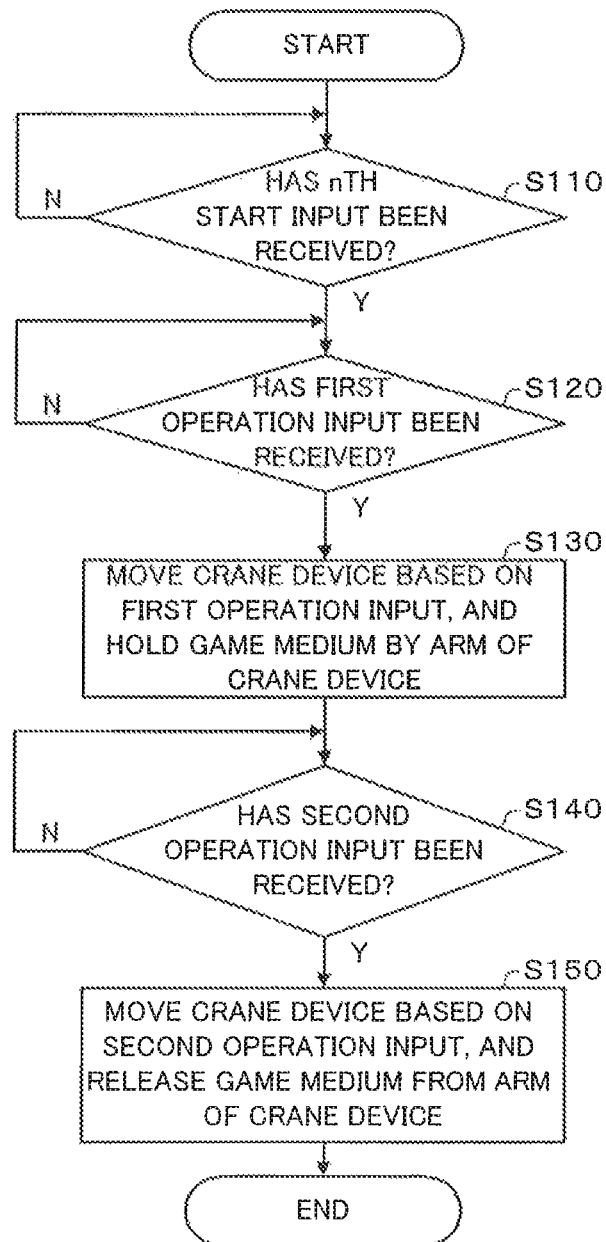 START
HAS nTH
START INPUT BEEN
RECEIVED?
S110
N
Y
HAS FIRST
OPERATION INPUT BEEN
RECEIVED?
S120
N
Y
S130
MOVE CRANE DEVICE BASED ON
FIRST OPERATION INPUT, AND
HOLD GAME MEDIUM BY ARM OF
CRANE DEVICE
HAS SECOND
OPERATION INPUT BEEN
RECEIVED?
S140
N
Y
S150
MOVE CRANE DEVICE BASED ON
SECOND OPERATION INPUT, AND
RELEASE GAME MEDIUM FROM ARM
OF CRANE DEVICE
END